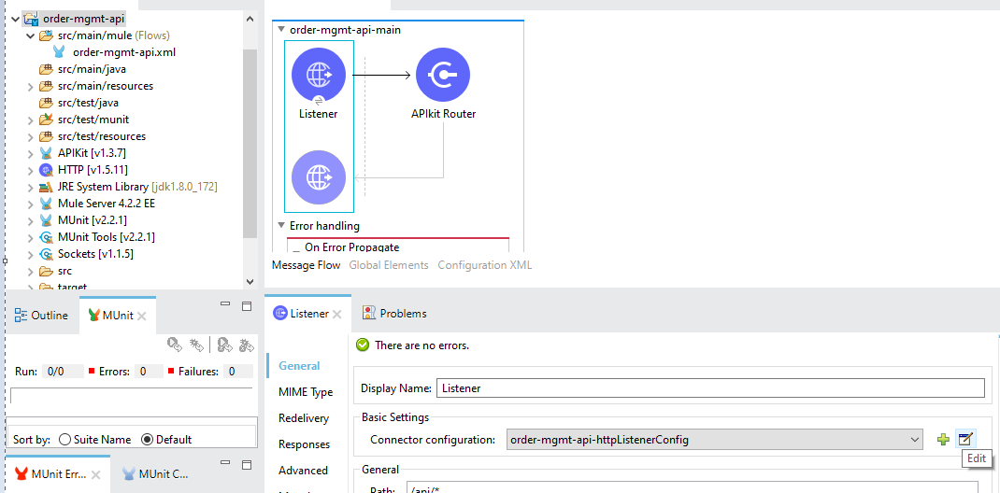 order-mgmt-api
src/main/mule (Flows)
order-mgmt-api.xml
src/main/java
src/main/resources
src/test/java
src/test/munit
src/test/resources
APIKit [v1.3.7]
HTTP [v1.5.11]
JRE System Library [jdk1.8.0_172]
Mule Server 4.2.2 EE
MUnit [v2.2.1]
MUnit Tools [v2.2.1]
Sockets [v1.1.5]
src
target
order-mgmt-api-main
Listener
APIkit Router
Error handling
On Error Propagate
Message Flow Global Elements Configuration XML
Outline MUnit
Run: 0/0 Errors: 0 Failures: 0
Sort by: Suite Name Default
MUnit Err... MUnit C...
Listener Problems
There are no errors.
General
MIME Type
Redelivery
Responses
Advanced
Display Name: Listener
Basic Settings
Connector configuration: order-mgmt-api-httpListenerConfig
Edit
General
Path: /api/*